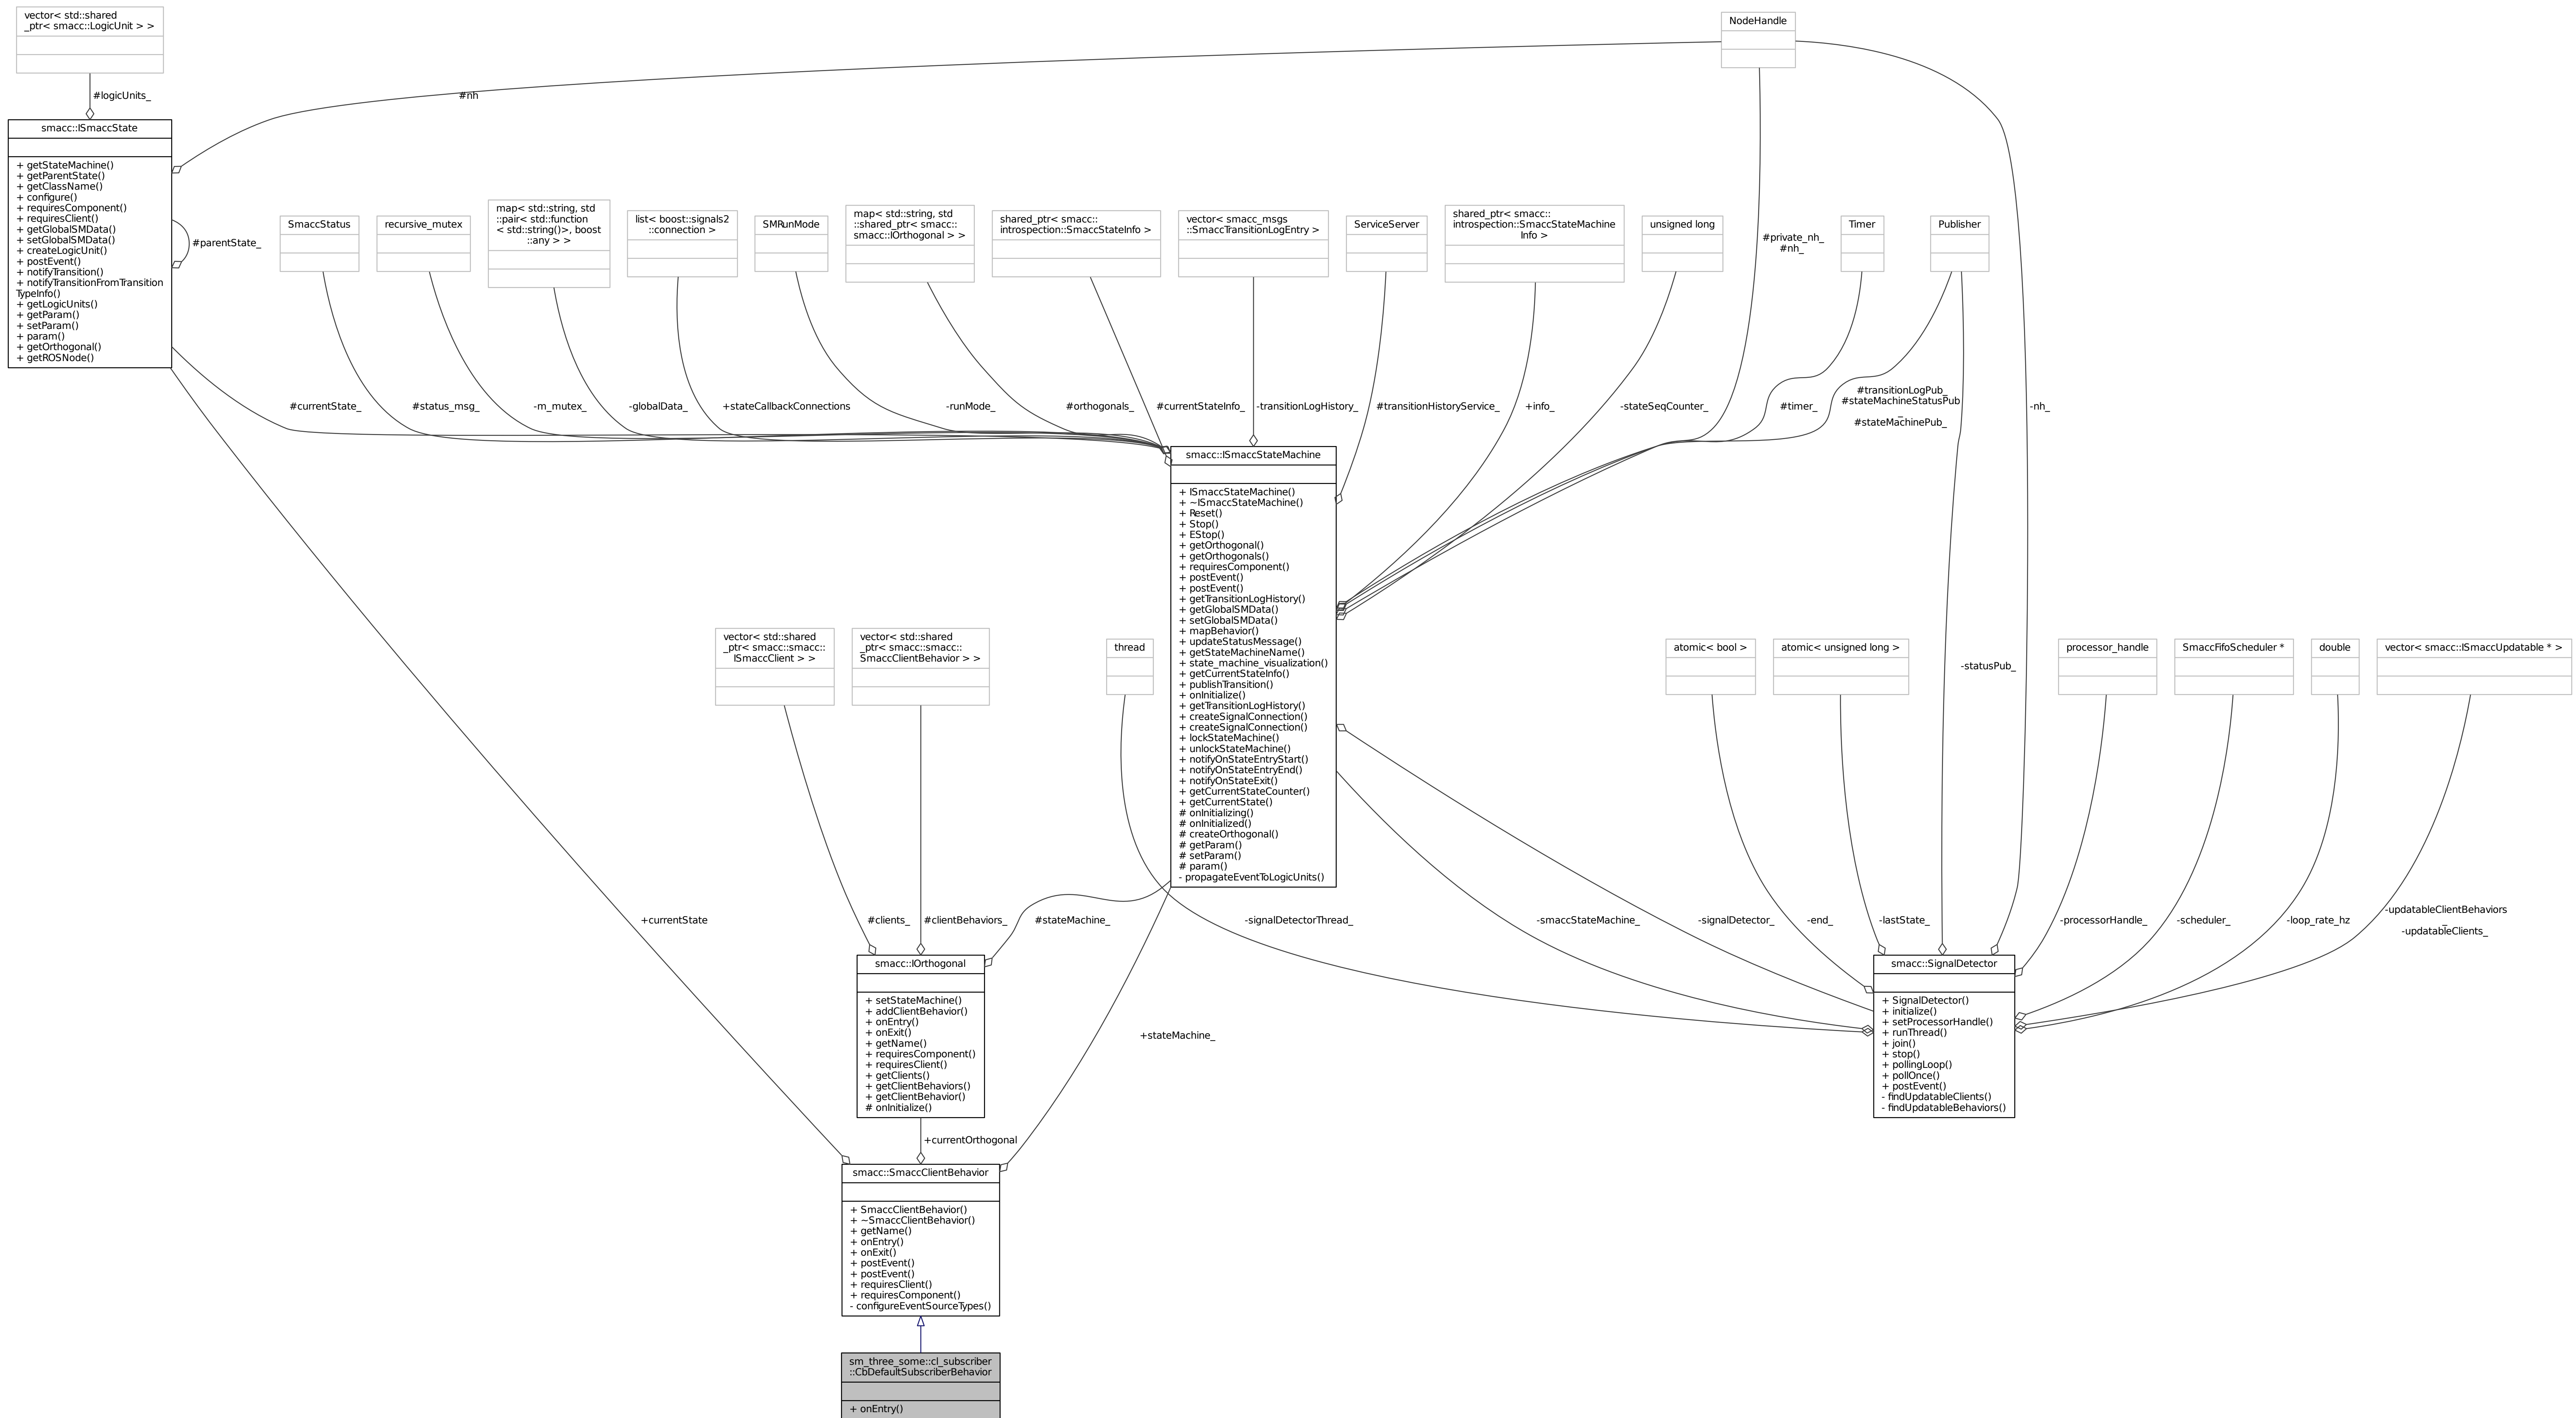 vector< std::shared
_ptr< smacc::LogicUnit > >
NodeHandle
#logicUnits_
#nh
smacc::ISmaccState
+ getStateMachine()
+ getParentState()
+ getClassName()
+ configure()
+ requiresComponent()
+ requiresClient()
+ getGlobalSMData()
+ setGlobalSMData()
+ createLogicUnit()
+ postEvent()
+ notifyTransition()
+ notifyTransitionFromTransition
TypeInfo()
+ getLogicUnits()
+ getParam()
+ setParam()
+ param()
+ getOrthogonal()
+ getROSNode()
#parentState_
SmaccStatus
recursive_mutex
map< std::string, std
::pair< std::function
< std::string()>, boost
::any > >
list< boost::signals2
::connection >
SMRunMode
map< std::string, std
::shared_ptr< smacc::
smacc::IOrthogonal > >
shared_ptr< smacc::
introspection::SmaccStateInfo >
vector< smacc_msgs
::SmaccTransitionLogEntry >
ServiceServer
shared_ptr< smacc::
introspection::SmaccStateMachine
Info >
unsigned long
#private_nh_
#nh_
Timer
Publisher
#currentState_
#status_msg_
-m_mutex_
-globalData_
+stateCallbackConnections
-runMode_
#orthogonals_
#currentStateInfo_
-transitionLogHistory_
#transitionHistoryService_
+info_
-stateSeqCounter_
#timer_
#transitionLogPub_
#stateMachineStatusPub
_
#stateMachinePub_
-nh_
smacc::ISmaccStateMachine
+ ISmaccStateMachine()
+ ~ISmaccStateMachine()
+ Reset()
+ Stop()
+ EStop()
+ getOrthogonal()
+ getOrthogonals()
+ requiresComponent()
+ postEvent()
+ postEvent()
+ getTransitionLogHistory()
+ getGlobalSMData()
+ setGlobalSMData()
+ mapBehavior()
+ updateStatusMessage()
+ getStateMachineName()
+ state_machine_visualization()
+ getCurrentStateInfo()
+ publishTransition()
+ onInitialize()
+ getTransitionLogHistory()
+ createSignalConnection()
+ createSignalConnection()
+ lockStateMachine()
+ unlockStateMachine()
+ notifyOnStateEntryStart()
+ notifyOnStateEntryEnd()
+ notifyOnStateExit()
+ getCurrentStateCounter()
+ getCurrentState()
# onInitializing()
# onInitialized()
# createOrthogonal()
# getParam()
# setParam()
# param()
- propagateEventToLogicUnits()
vector< std::shared
_ptr< smacc::smacc::
ISmaccClient > >
vector< std::shared
_ptr< smacc::smacc::
SmaccClientBehavior > >
thread
atomic< bool >
atomic< unsigned long >
-statusPub_
processor_handle
SmaccFifoScheduler *
double
vector< smacc::ISmaccUpdatable * >
+currentState
#clients_
#clientBehaviors_
#stateMachine_
-signalDetectorThread_
-smaccStateMachine_
-signalDetector_
-end_
-lastState_
-processorHandle_
-scheduler_
-loop_rate_hz
-updatableClientBehaviors
_
-updatableClients_
smacc::IOrthogonal
+ setStateMachine()
+ addClientBehavior()
+ onEntry()
+ onExit()
+ getName()
+ requiresComponent()
+ requiresClient()
+ getClients()
+ getClientBehaviors()
+ getClientBehavior()
# onInitialize()
+stateMachine_
smacc::SignalDetector
+ SignalDetector()
+ initialize()
+ setProcessorHandle()
+ runThread()
+ join()
+ stop()
+ pollingLoop()
+ pollOnce()
+ postEvent()
- findUpdatableClients()
- findUpdatableBehaviors()
+currentOrthogonal
smacc::SmaccClientBehavior
+ SmaccClientBehavior()
+ ~SmaccClientBehavior()
+ getName()
+ onEntry()
+ onExit()
+ postEvent()
+ postEvent()
+ requiresClient()
+ requiresComponent()
- configureEventSourceTypes()
sm_three_some::cl_subscriber
::CbDefaultSubscriberBehavior
+ onEntry()